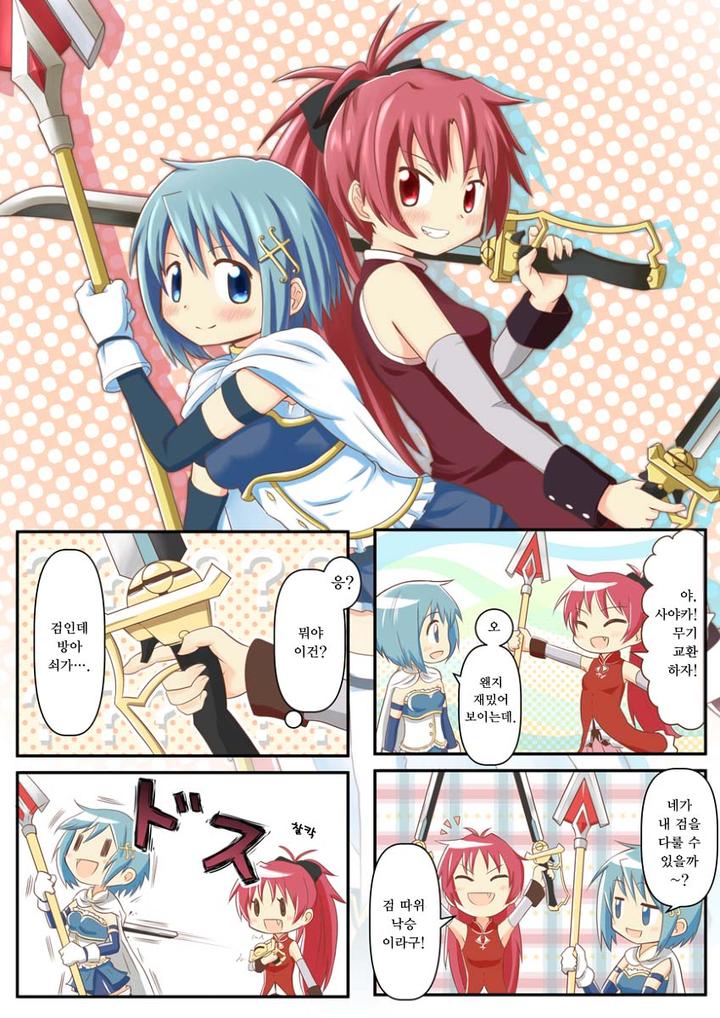 아,
사야카!
무기
교환
하자!
오
왠지
재밌어
보이는데.
네가
내 검을
다룰 수
있을까
~?
검 따위
낙승
이라구!
응?
뭐야
이건?
검인데
방아
쇠가….
찰칵
ドス